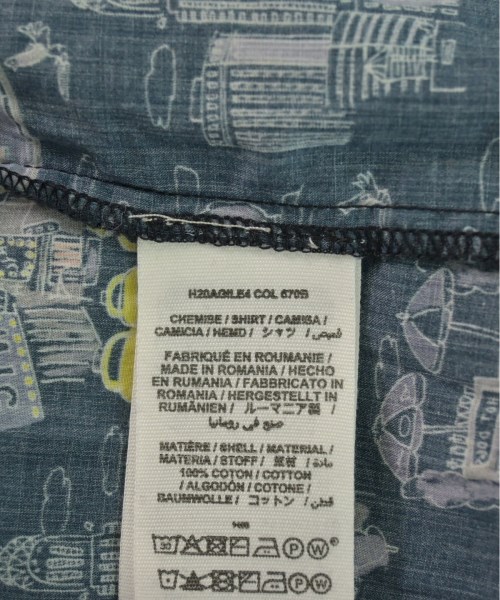 H20AGILE4 COL 670B
CHEMISE / SHIRT / CAMISA /
CAMICIA / HEMD / シャツ / قميص
FABRIQUÉ EN ROUMANIE /
MADE IN ROMANIA / HECHO
EN RUMANIA / FABBRICATO IN
ROMANIA / HERGESTELLT IN
RUMÄNIEN / ルーマニア製 /
صنع في رومانيا
MATIÈRE / SHELL / MATERIAL /
MATERIA / STOFF / 素材 / مادة
100% COTON / COTTON
/ ALGODÓN / COTONE /
BAUMWOLLE / コットン / قطن
30 P W
P W